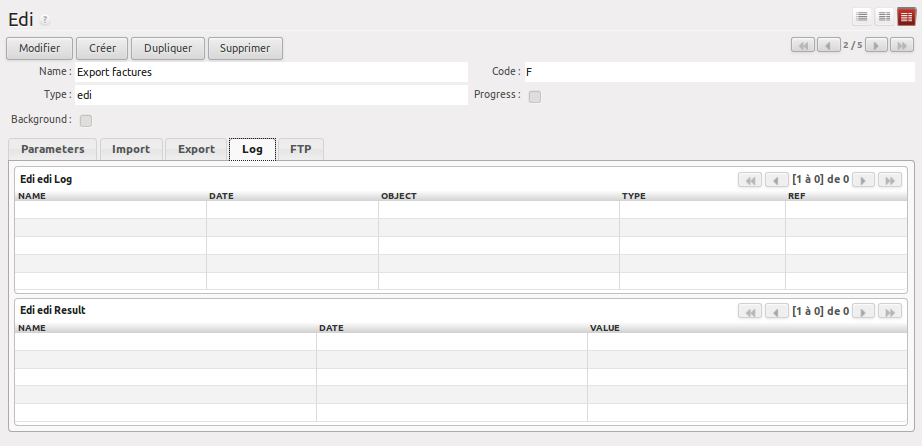 Edi ?
Modifier Créer Dupliquer Supprimer 2 / 5
Name : Export factures Code : F
Type : edi Progress :
Background :
Parameters Import Export Log FTP
Edi edi Log [1 à 0] de 0
NAME DATE OBJECT TYPE REF
Edi edi Result [1 à 0] de 0
NAME DATE VALUE